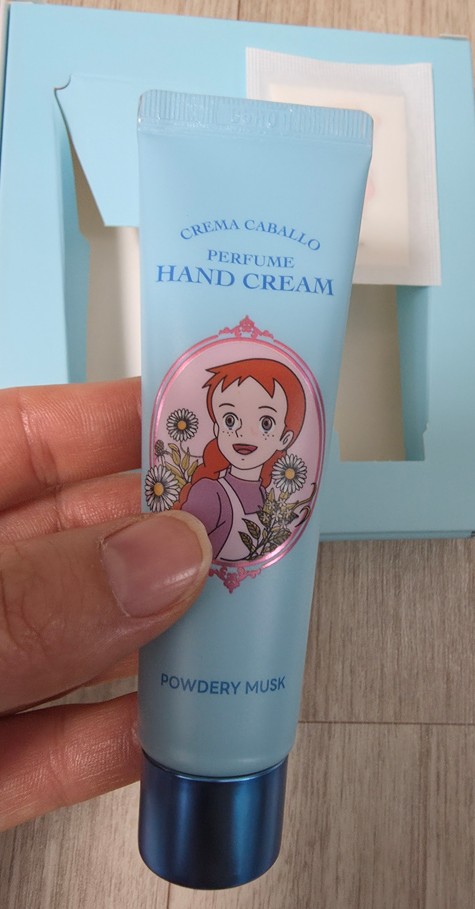 CREMA CABALLO
PERFUME
HAND CREAM
POWDERY MUSK